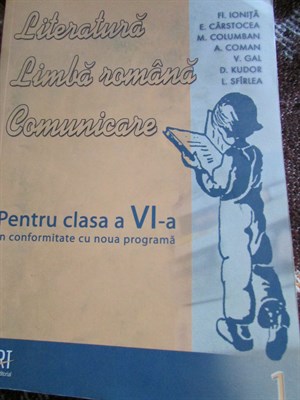 Fl. IONIȚĂ
E. CÂRSTOCEA
M. COLUMBAN
A. COMAN
V. GAL
D. KUDOR
I. SFÎRLEA
Literatură
Limbă română
Comunicare
Pentru clasa a VI-a
în conformitate cu noua programă
1